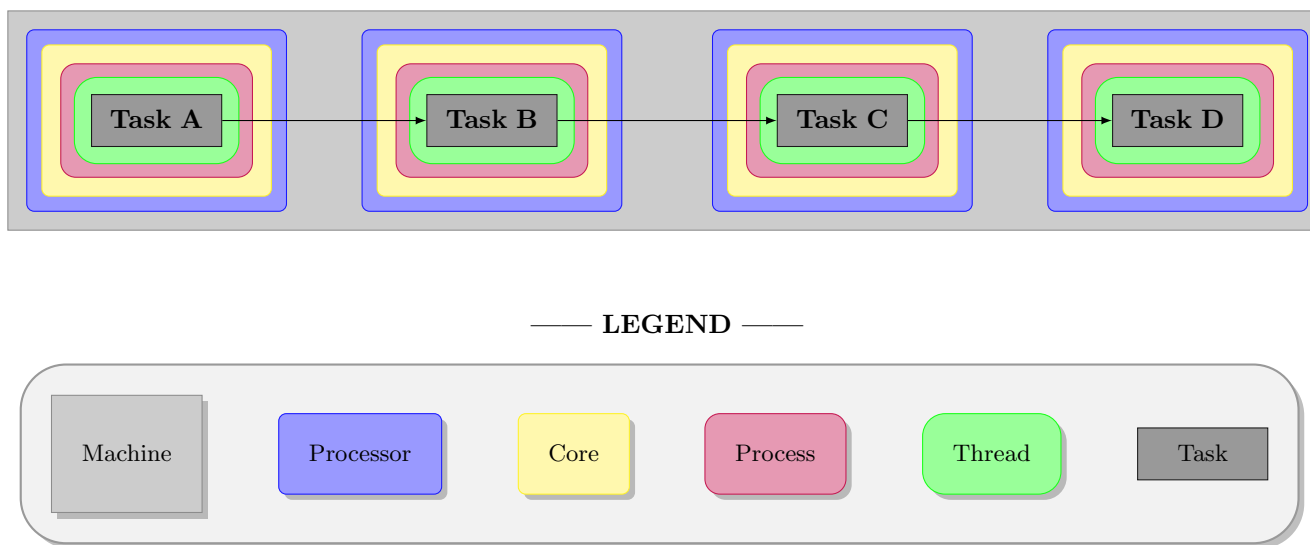 Task A Task B Task C Task D
—— LEGEND ——
Machine Processor Core Process Thread Task